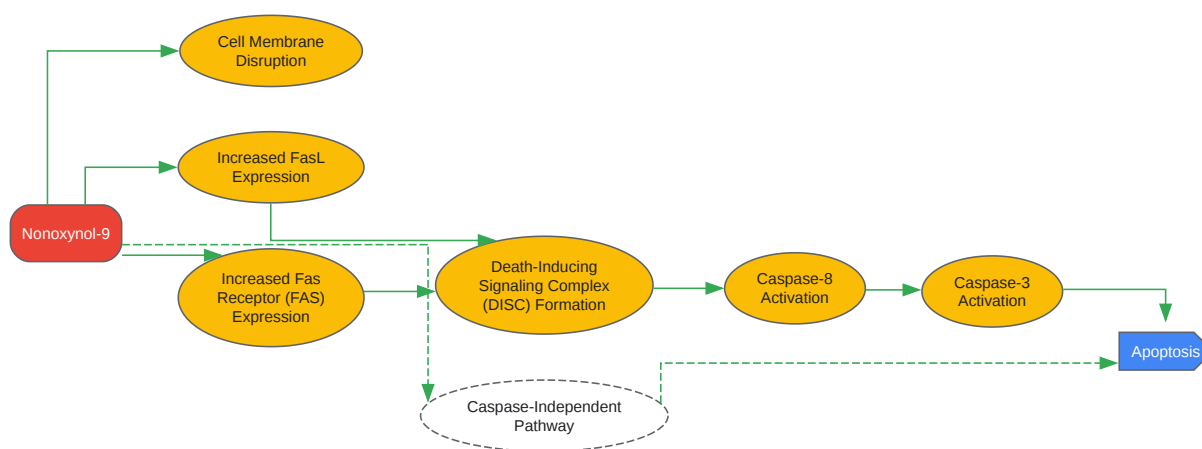 Cell Membrane
Disruption
Increased FasL
Expression
Nonoxynol-9
Increased Fas
Receptor (FAS)
Expression
Death-Inducing
Signaling Complex
(DISC) Formation
Caspase-8
Activation
Caspase-3
Activation
Apoptosis
Caspase-Independent
Pathway